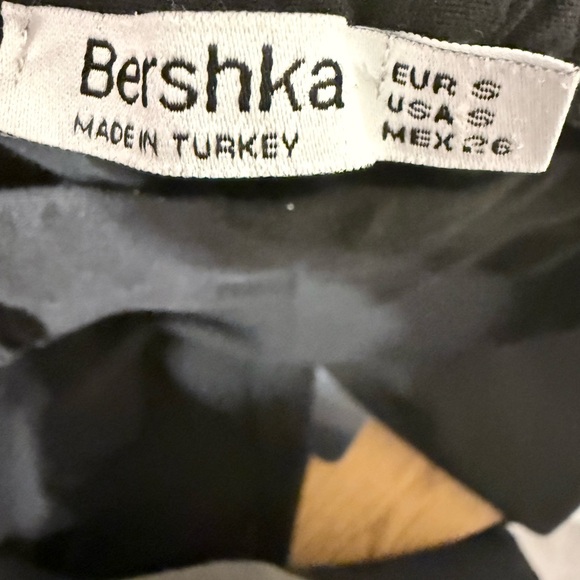 Bershka
MADE IN TURKEY
EUR S
USA S
MEX 26